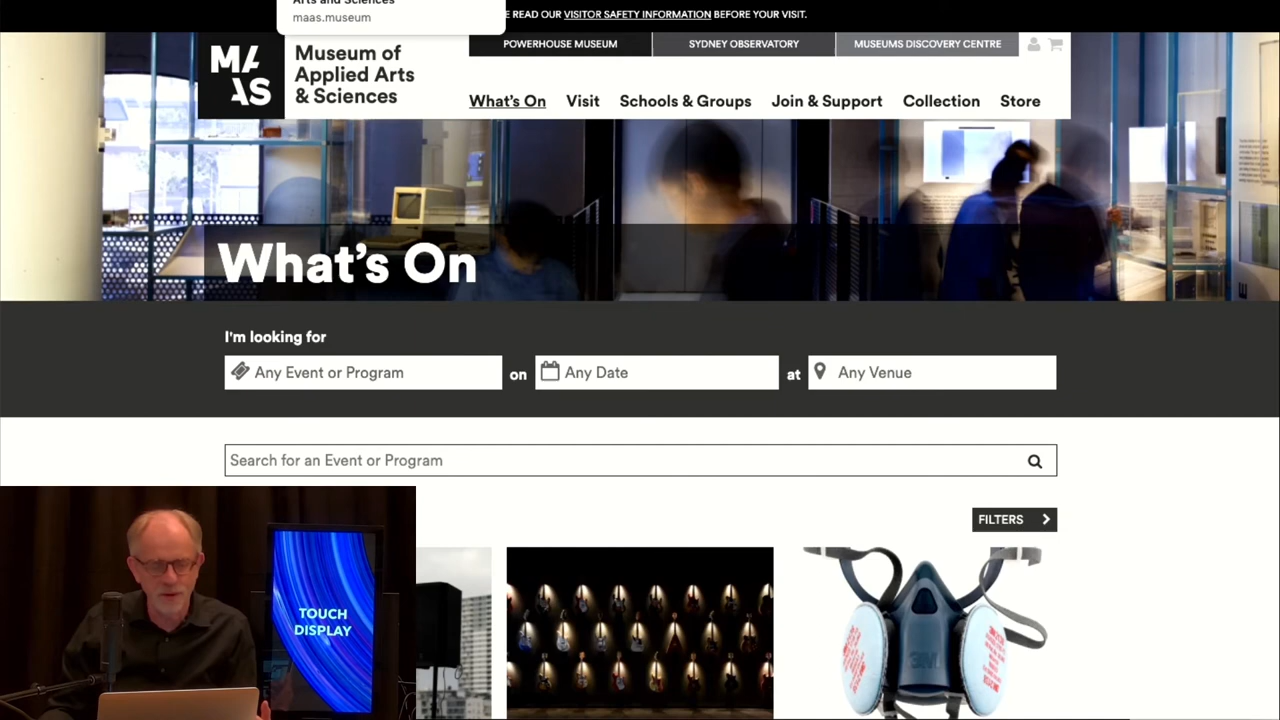 Arts and Sciences
maas.museum
READ OUR VISITOR SAFETY INFORMATION BEFORE YOUR VISIT.
MA
AS
Museum of
Applied Arts
& Sciences
POWERHOUSE MUSEUM
SYDNEY OBSERVATORY
MUSEUMS DISCOVERY CENTRE
What's On
Visit
Schools & Groups
Join & Support
Collection
Store
What's On
I'm looking for
Any Event or Program
on
Any Date
at
Any Venue
Search for an Event or Program
FILTERS
TOUCH
DISPLAY
3M